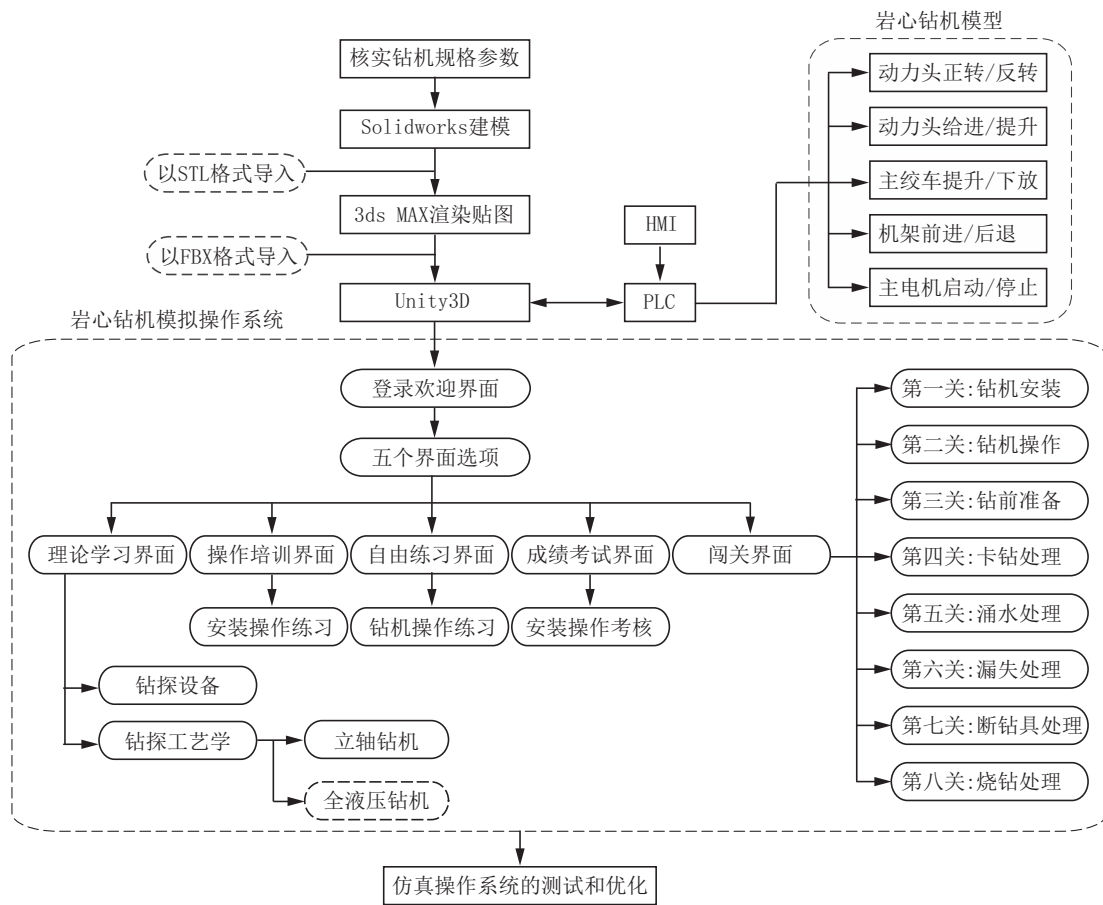 岩心钻机模型
核实钻机规格参数
动力头正转/反转
Solidworks建模
动力头给进/提升
以STL格式导入
主绞车提升/下放
3ds MAX渲染贴图
HMI
机架前进/后退
以FBX格式导入
Unity3D
PLC
主电机启动/停止
岩心钻机模拟操作系统
登录欢迎界面
第一关:钻机安装
五个界面选项
第二关:钻机操作
第三关:钻前准备
理论学习界面
操作培训界面
自由练习界面
成绩考试界面
闯关界面
第四关:卡钻处理
安装操作练习
钻机操作练习
安装操作考核
第五关:涌水处理
钻探设备
第六关:漏失处理
钻探工艺学
立轴钻机
第七关:断钻具处理
全液压钻机
第八关:烧钻处理
仿真操作系统的测试和优化